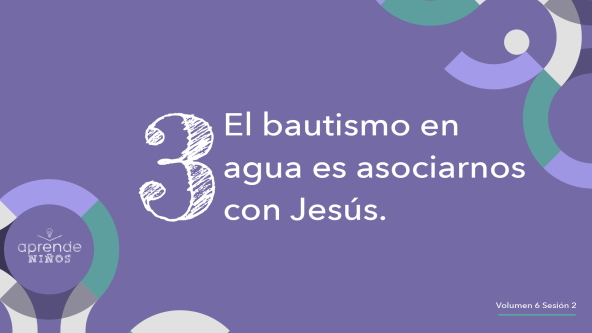 3
El bautismo en
agua es asociarnos
con Jesús.
aprende
NIÑOS
Volumen 6 Sesión 2